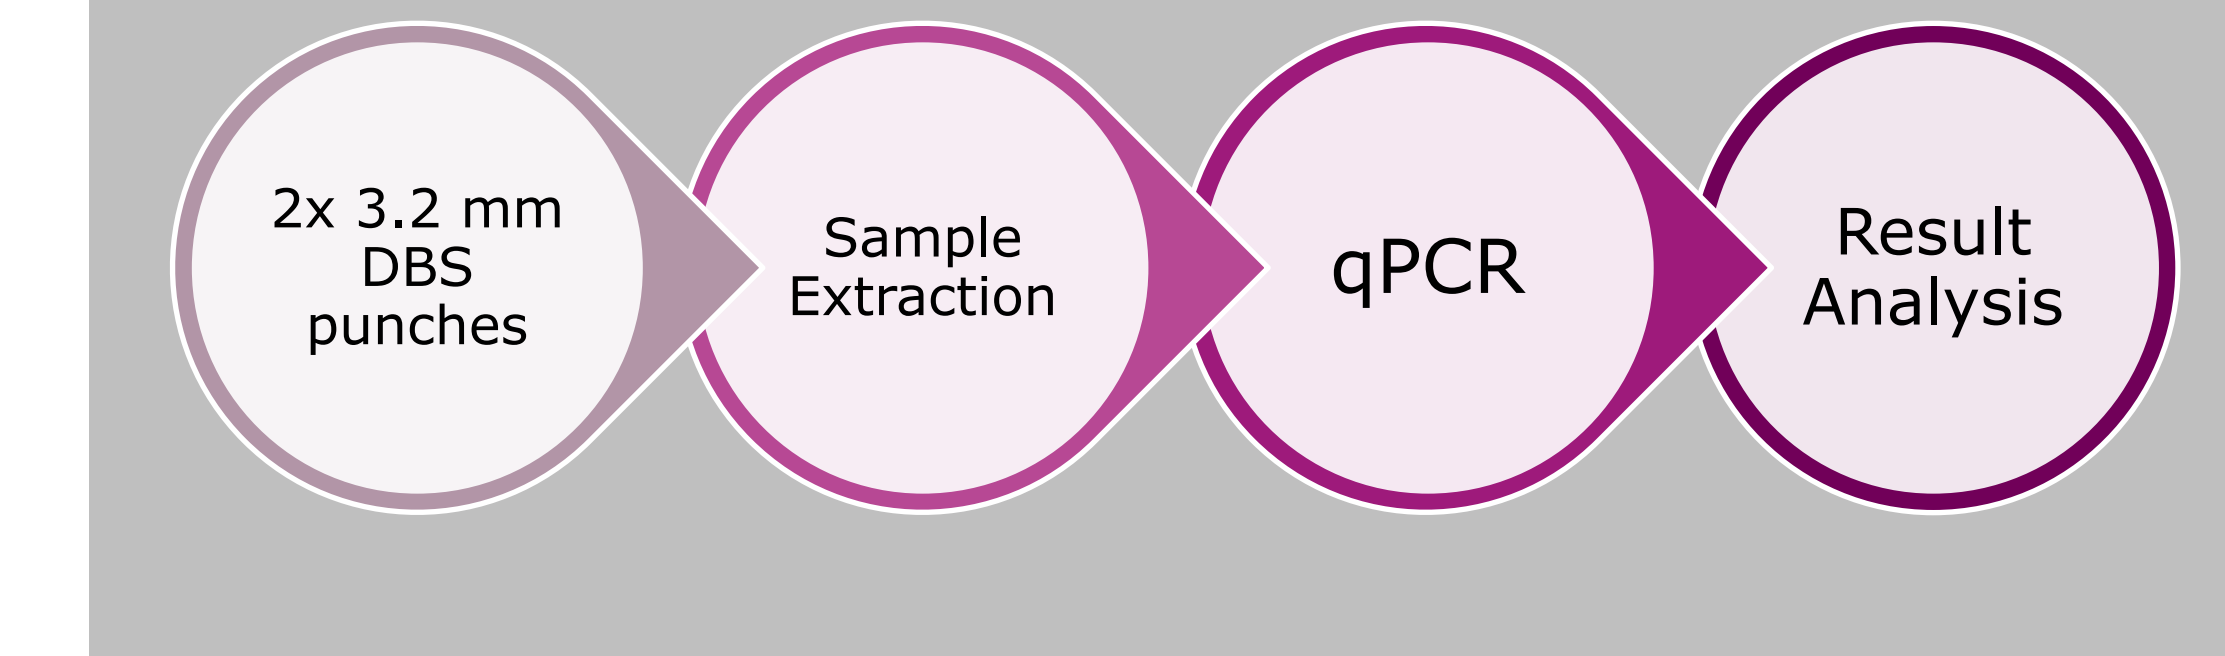 2x 3.2 mm
DBS
punches
Sample
Extraction
qPCR
Result
Analysis